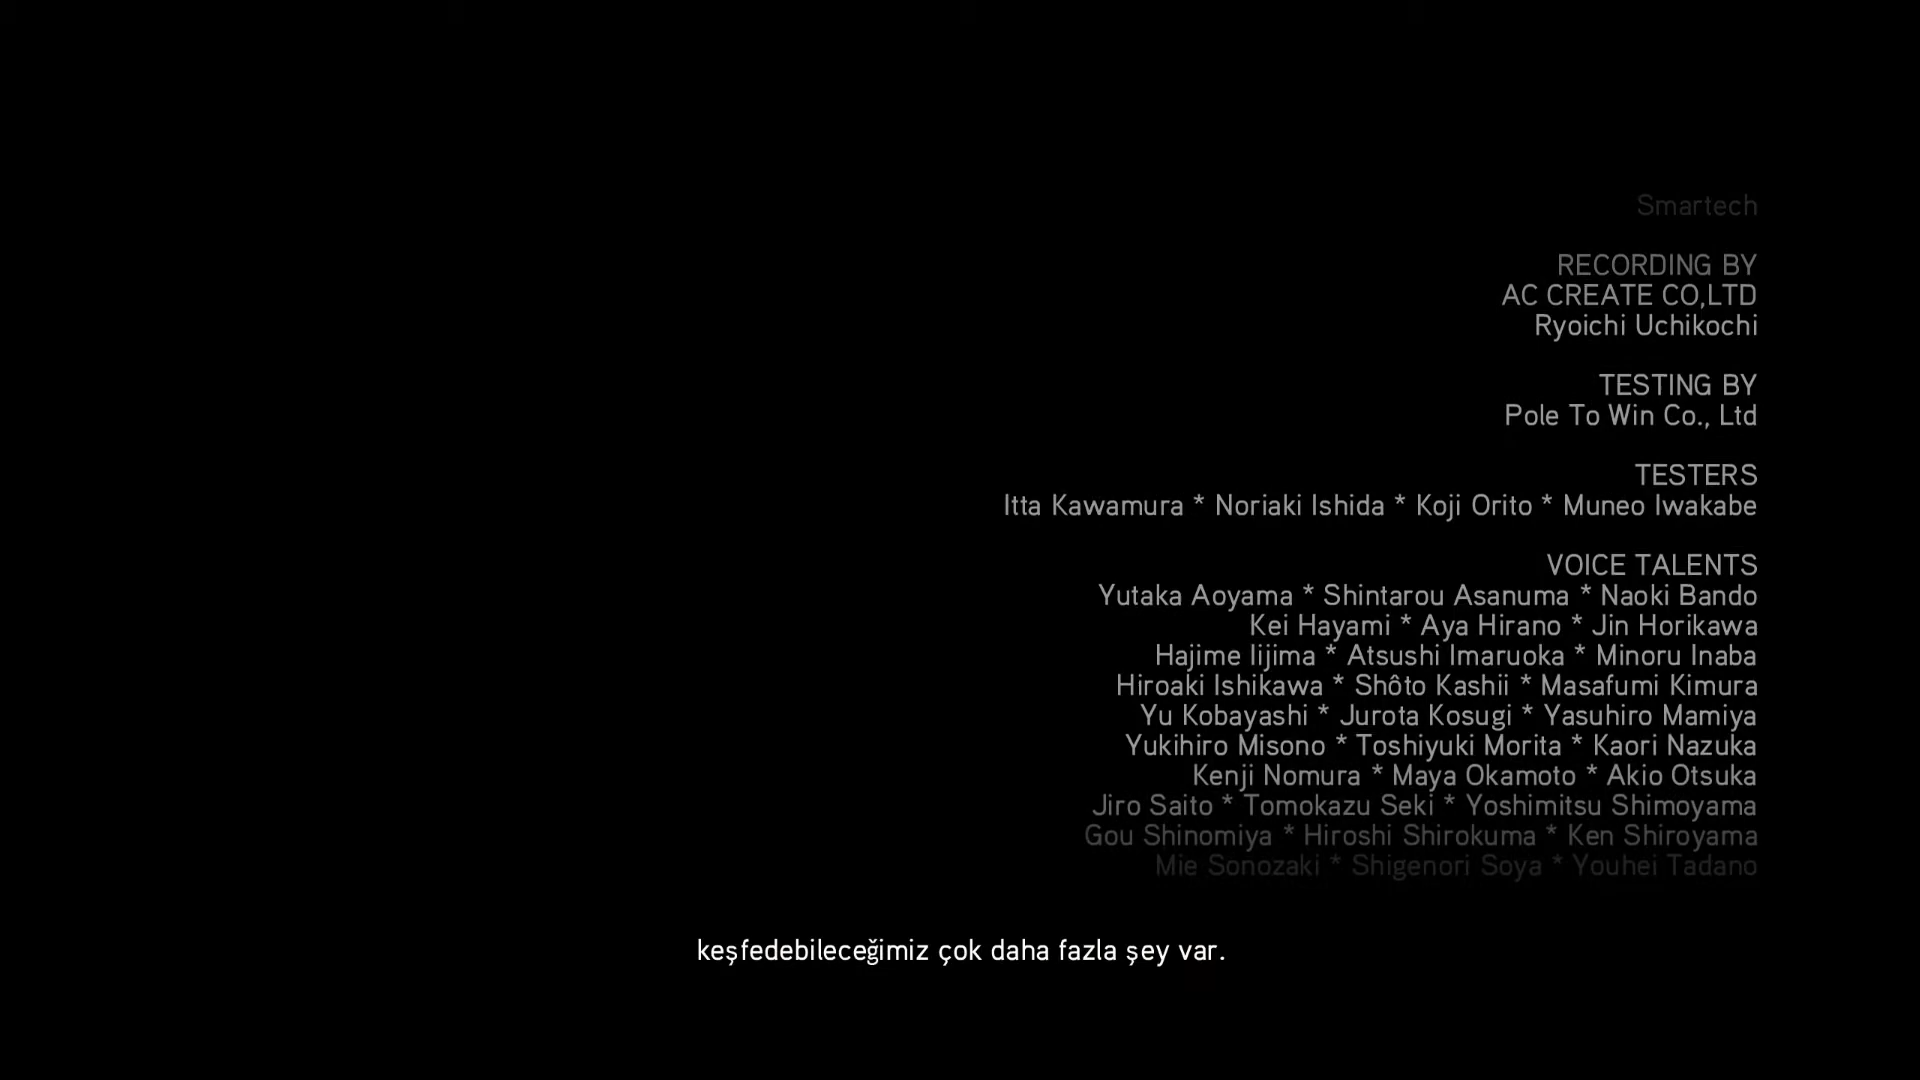 Smartech
RECORDING BY
AC CREATE CO,LTD
Ryoichi Uchikochi
TESTING BY
Pole To Win Co., Ltd
TESTERS
Itta Kawamura * Noriaki Ishida * Koji Orito * Muneo Iwakabe
VOICE TALENTS
Yutaka Aoyama * Shintarou Asanuma * Naoki Bando
Kei Hayami * Aya Hirano * Jin Horikawa
Hajime Iijima * Atsushi Imaruoka * Minoru Inaba
Hiroaki Ishikawa * Shôto Kashii * Masafumi Kimura
Yu Kobayashi * Jurota Kosugi * Yasuhiro Mamiya
Yukihiro Misono * Toshiyuki Morita * Kaori Nazuka
Kenji Nomura * Maya Okamoto * Akio Otsuka
Jiro Saito * Tomokazu Seki * Yoshimitsu Shimoyama
Gou Shinomiya * Hiroshi Shirokuma * Ken Shiroyama
Mie Sonozaki * Shigenori Soya * Youhei Tadano
keşfedebileceğimiz çok daha fazla şey var.